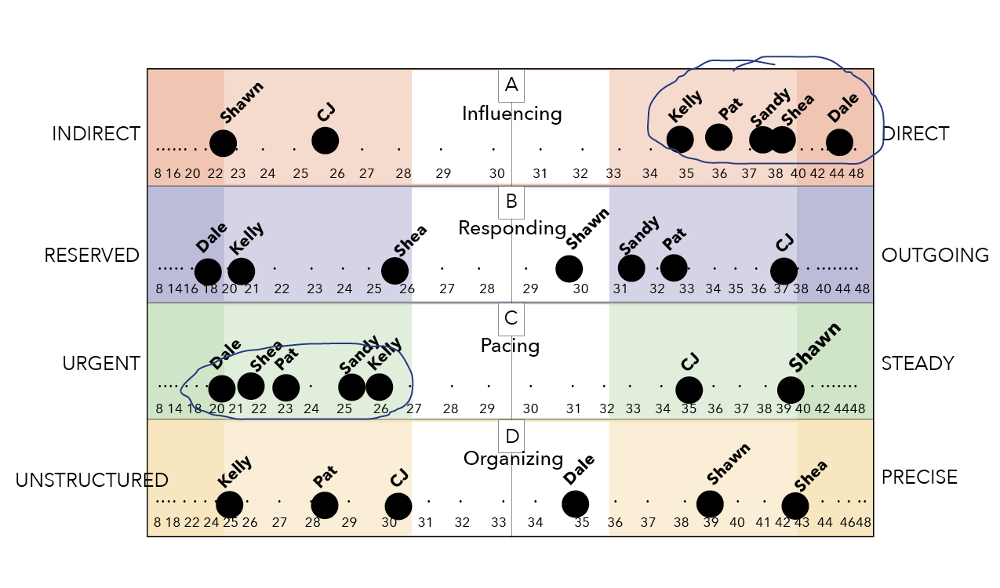 A
Influencing
INDIRECT
DIRECT
Shawn CJ Kelly Pat Sandy Shea Dale
8 16 20 22 23 24 25 26 27 28 29 30 31 32 33 34 35 36 37 38 40 42 44 48
B
Responding
RESERVED
OUTGOING
Dale Kelly Shea Shawn Sandy Pat CJ
8 14 16 18 20 21 22 23 24 25 26 27 28 29 30 31 32 33 34 35 36 37 38 40 44 48
C
Pacing
URGENT
STEADY
Dale Shea Pat Sandy Kelly CJ Shawn
8 14 18 20 21 22 23 24 25 26 27 28 29 30 31 32 33 34 35 36 37 38 39 40 42 44 48
D
Organizing
UNSTRUCTURED
PRECISE
Kelly Pat CJ Dale Shawn Shea
8 18 22 24 25 26 27 28 29 30 31 32 33 34 35 36 37 38 39 40 41 42 43 44 46 48